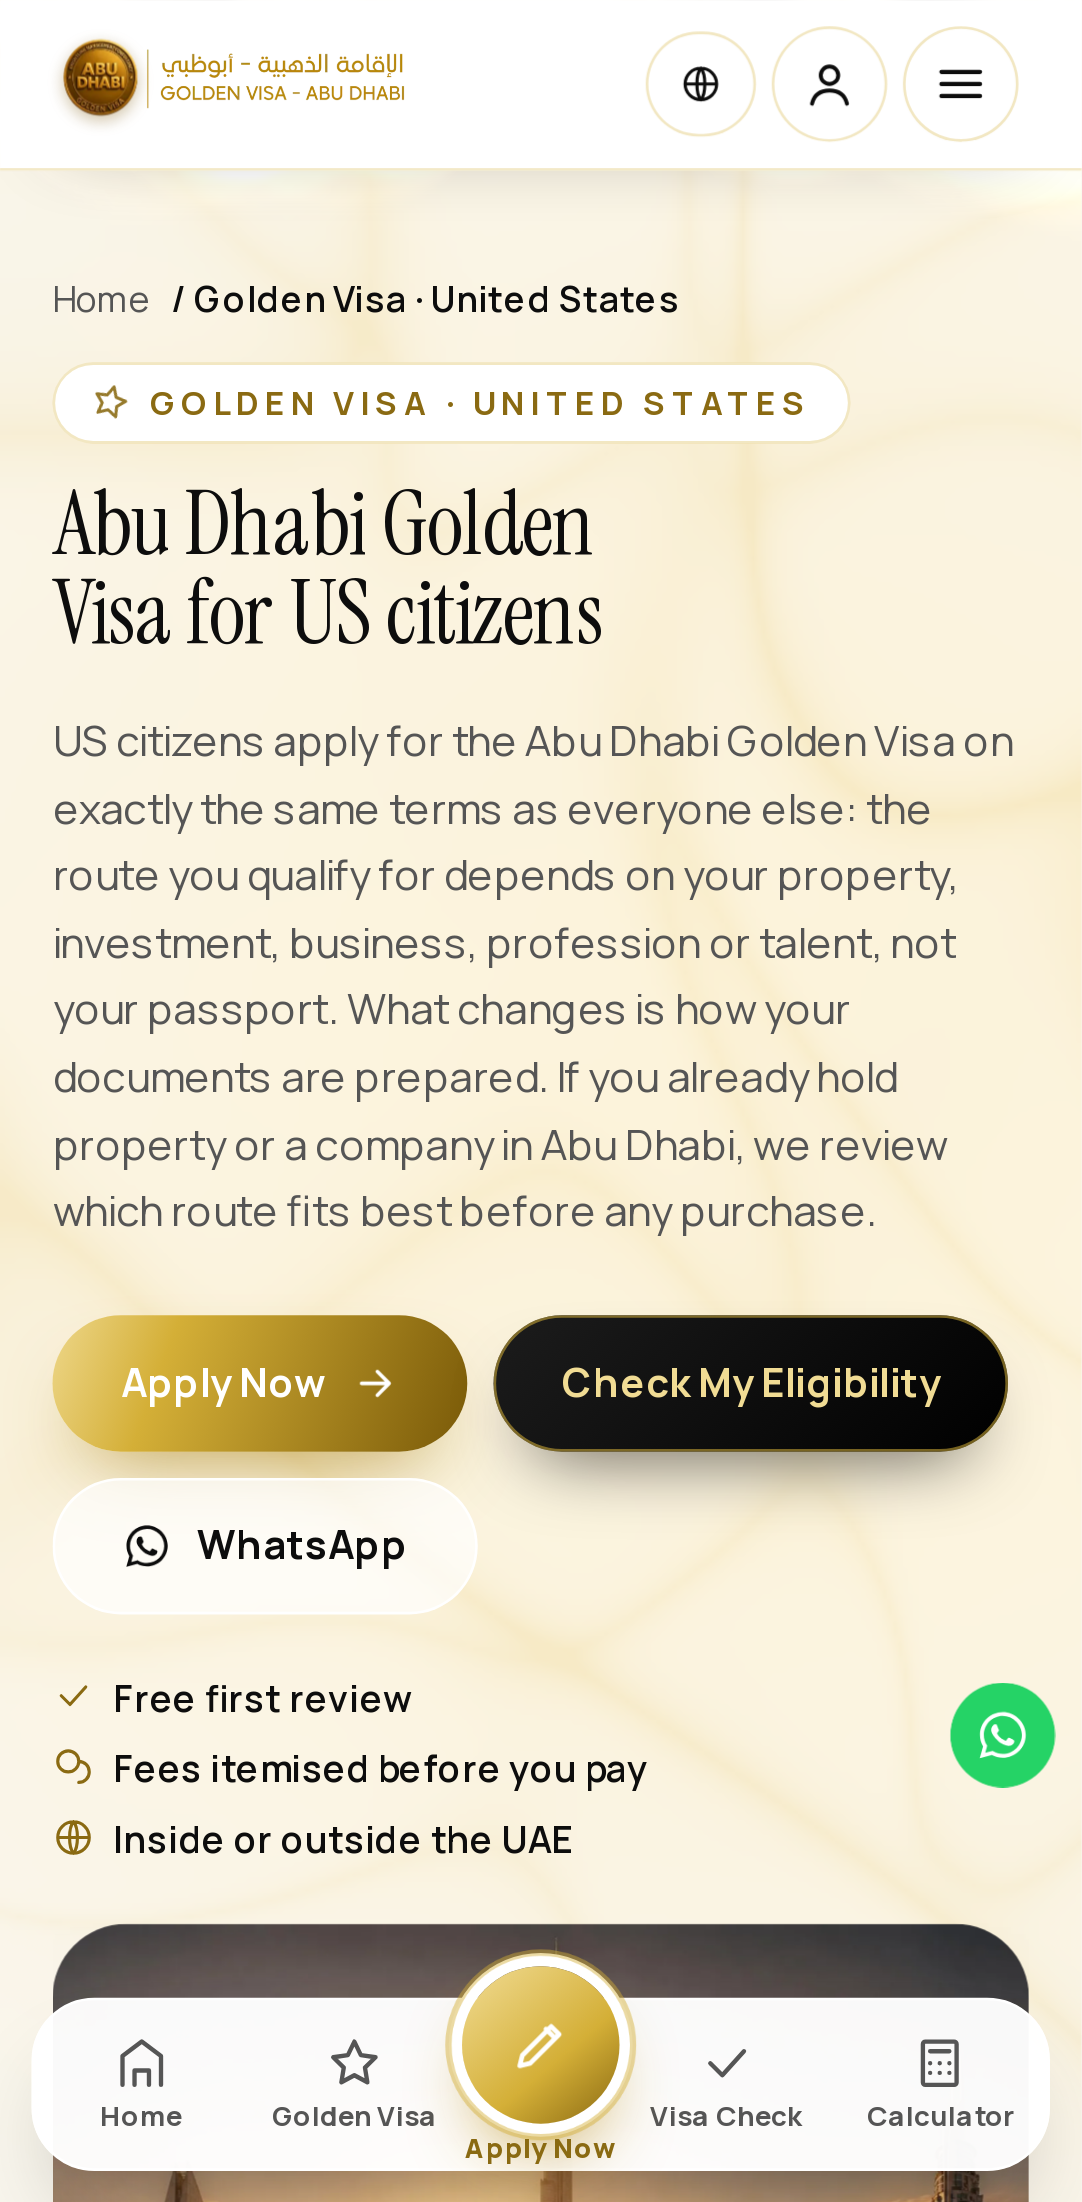 ABU
DHABI
الإقامة الذهبية - أبوظبي
GOLDEN VISA - ABU DHABI
Home / Golden Visa · United States
GOLDEN VISA · UNITED STATES
Abu Dhabi Golden
Visa for US citizens
US citizens apply for the Abu Dhabi Golden Visa on
exactly the same terms as everyone else: the
route you qualify for depends on your property,
investment, business, profession or talent, not
your passport. What changes is how your
documents are prepared. If you already hold
property or a company in Abu Dhabi, we review
which route fits best before any purchase.
Apply Now
Check My Eligibility
WhatsApp
Free first review
Fees itemised before you pay
Inside or outside the UAE
Home
Golden Visa
Apply Now
Visa Check
Calculator